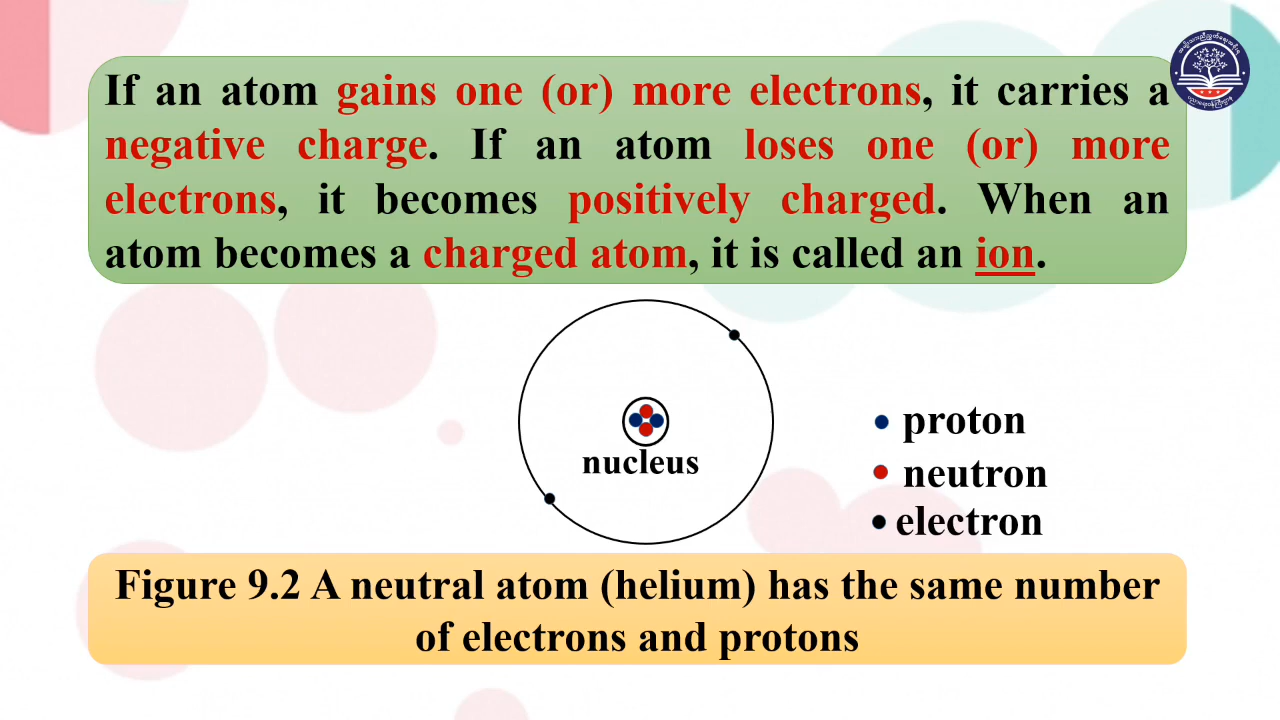 If an atom gains one (or) more electrons, it carries a
negative charge. If an atom loses one (or) more
electrons, it becomes positively charged. When an
atom becomes a charged atom, it is called an ion.
nucleus
proton
neutron
electron
Figure 9.2 A neutral atom (helium) has the same number
of electrons and protons